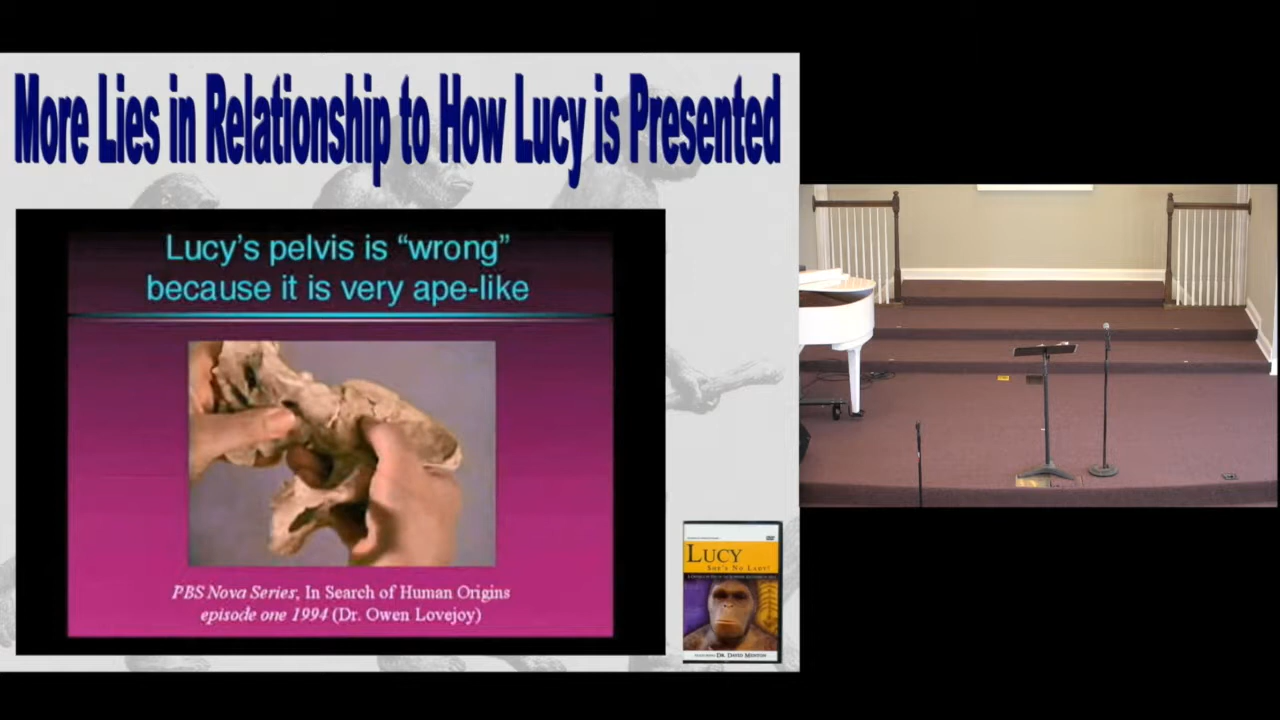 More Lies in Relationship to How Lucy is Presented
Lucy's pelvis is “wrong”
because it is very ape-like
PBS Nova Series, In Search of Human Origins
episode one 1994 (Dr. Owen Lovejoy)
LUCY
SHE'S NO LADY!
DR. DAVID MENTON